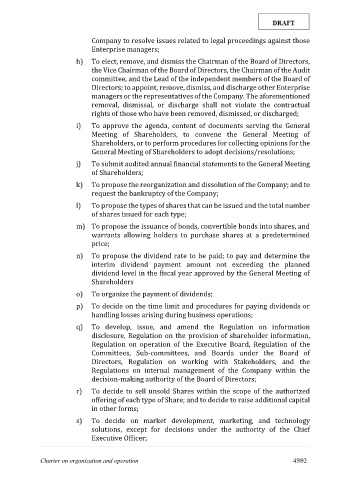 DRAFT
Company to resolve issues related to legal proceedings against those
Enterprise managers;
h) To elect, remove, and dismiss the Chairman of the Board of Directors,
the Vice Chairman of the Board of Directors, the Chairman of the Audit
committee, and the Lead of the independent members of the Board of
Directors; to appoint, remove, dismiss, and discharge other Enterprise
managers or the representatives of the Company. The aforementioned
removal, dismissal, or discharge shall not violate the contractual
rights of those who have been removed, dismissed, or discharged;
i) To approve the agenda, content of documents serving the General
Meeting of Shareholders, to convene the General Meeting of
Shareholders, or to perform procedures for collecting opinions for the
General Meeting of Shareholders to adopt decisions/resolutions;
j) To submit audited annual financial statements to the General Meeting
of Shareholders;
k) To propose the reorganization and dissolution of the Company; and to
request the bankruptcy of the Company;
l) To propose the types of shares that can be issued and the total number
of shares issued for each type;
m) To propose the issuance of bonds, convertible bonds into shares, and
warrants allowing holders to purchase shares at a predetermined
price;
n) To propose the dividend rate to be paid; to pay and determine the
interim dividend payment amount not exceeding the planned
dividend level in the fiscal year approved by the General Meeting of
Shareholders
o) To organize the payment of dividends;
p) To decide on the time limit and procedures for paying dividends or
handling losses arising during business operations;
q) To develop, issue, and amend the Regulation on information
disclosure, Regulation on the provision of shareholder information,
Regulation on operation of the Executive Board, Regulation of the
Committees, Sub-committees, and Boards under the Board of
Directors, Regulation on working with Stakeholders, and the
Regulations on internal management of the Company within the
decision-making authority of the Board of Directors;
r) To decide to sell unsold Shares within the scope of the authorized
offering of each type of Share; and to decide to raise additional capital
in other forms;
s) To decide on market development, marketing, and technology
solutions, except for decisions under the authority of the Chief
Executive Officer;
Charter on organization and operation 45/92